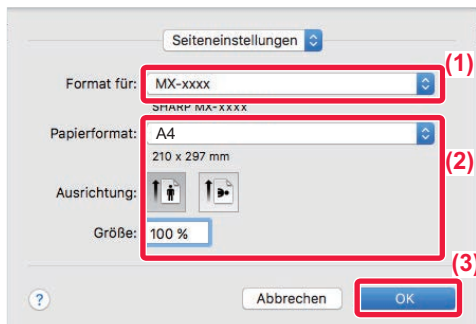 Seiteneinstellungen
(1)
Format für: MX-xxxx
SHARP MX-xxxx
Papierformat: A4
210 x 297 mm
(2)
Ausrichtung:
Größe: 100 %
(3)
? Abbrechen OK